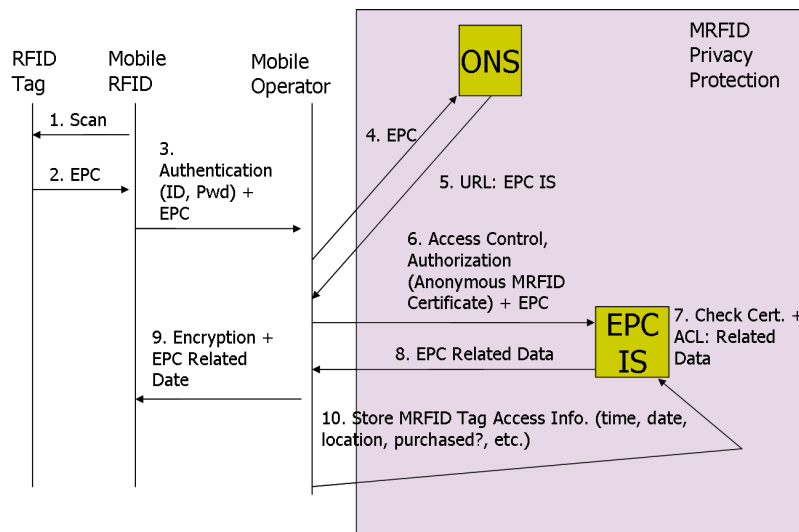 RFID
Tag
Mobile
RFID
Mobile
Operator
ONS
MRFID
Privacy
Protection
1. Scan
2. EPC
3.
Authentication
(ID, Pwd) +
EPC
4. EPC
5. URL: EPC IS
6. Access Control,
Authorization
(Anonymous MRFID
Certificate) + EPC
EPC
IS
7. Check Cert. +
ACL: Related
Data
8. EPC Related Data
9. Encryption +
EPC Related
Date
10. Store MRFID Tag Access Info. (time, date,
location, purchased?, etc.)